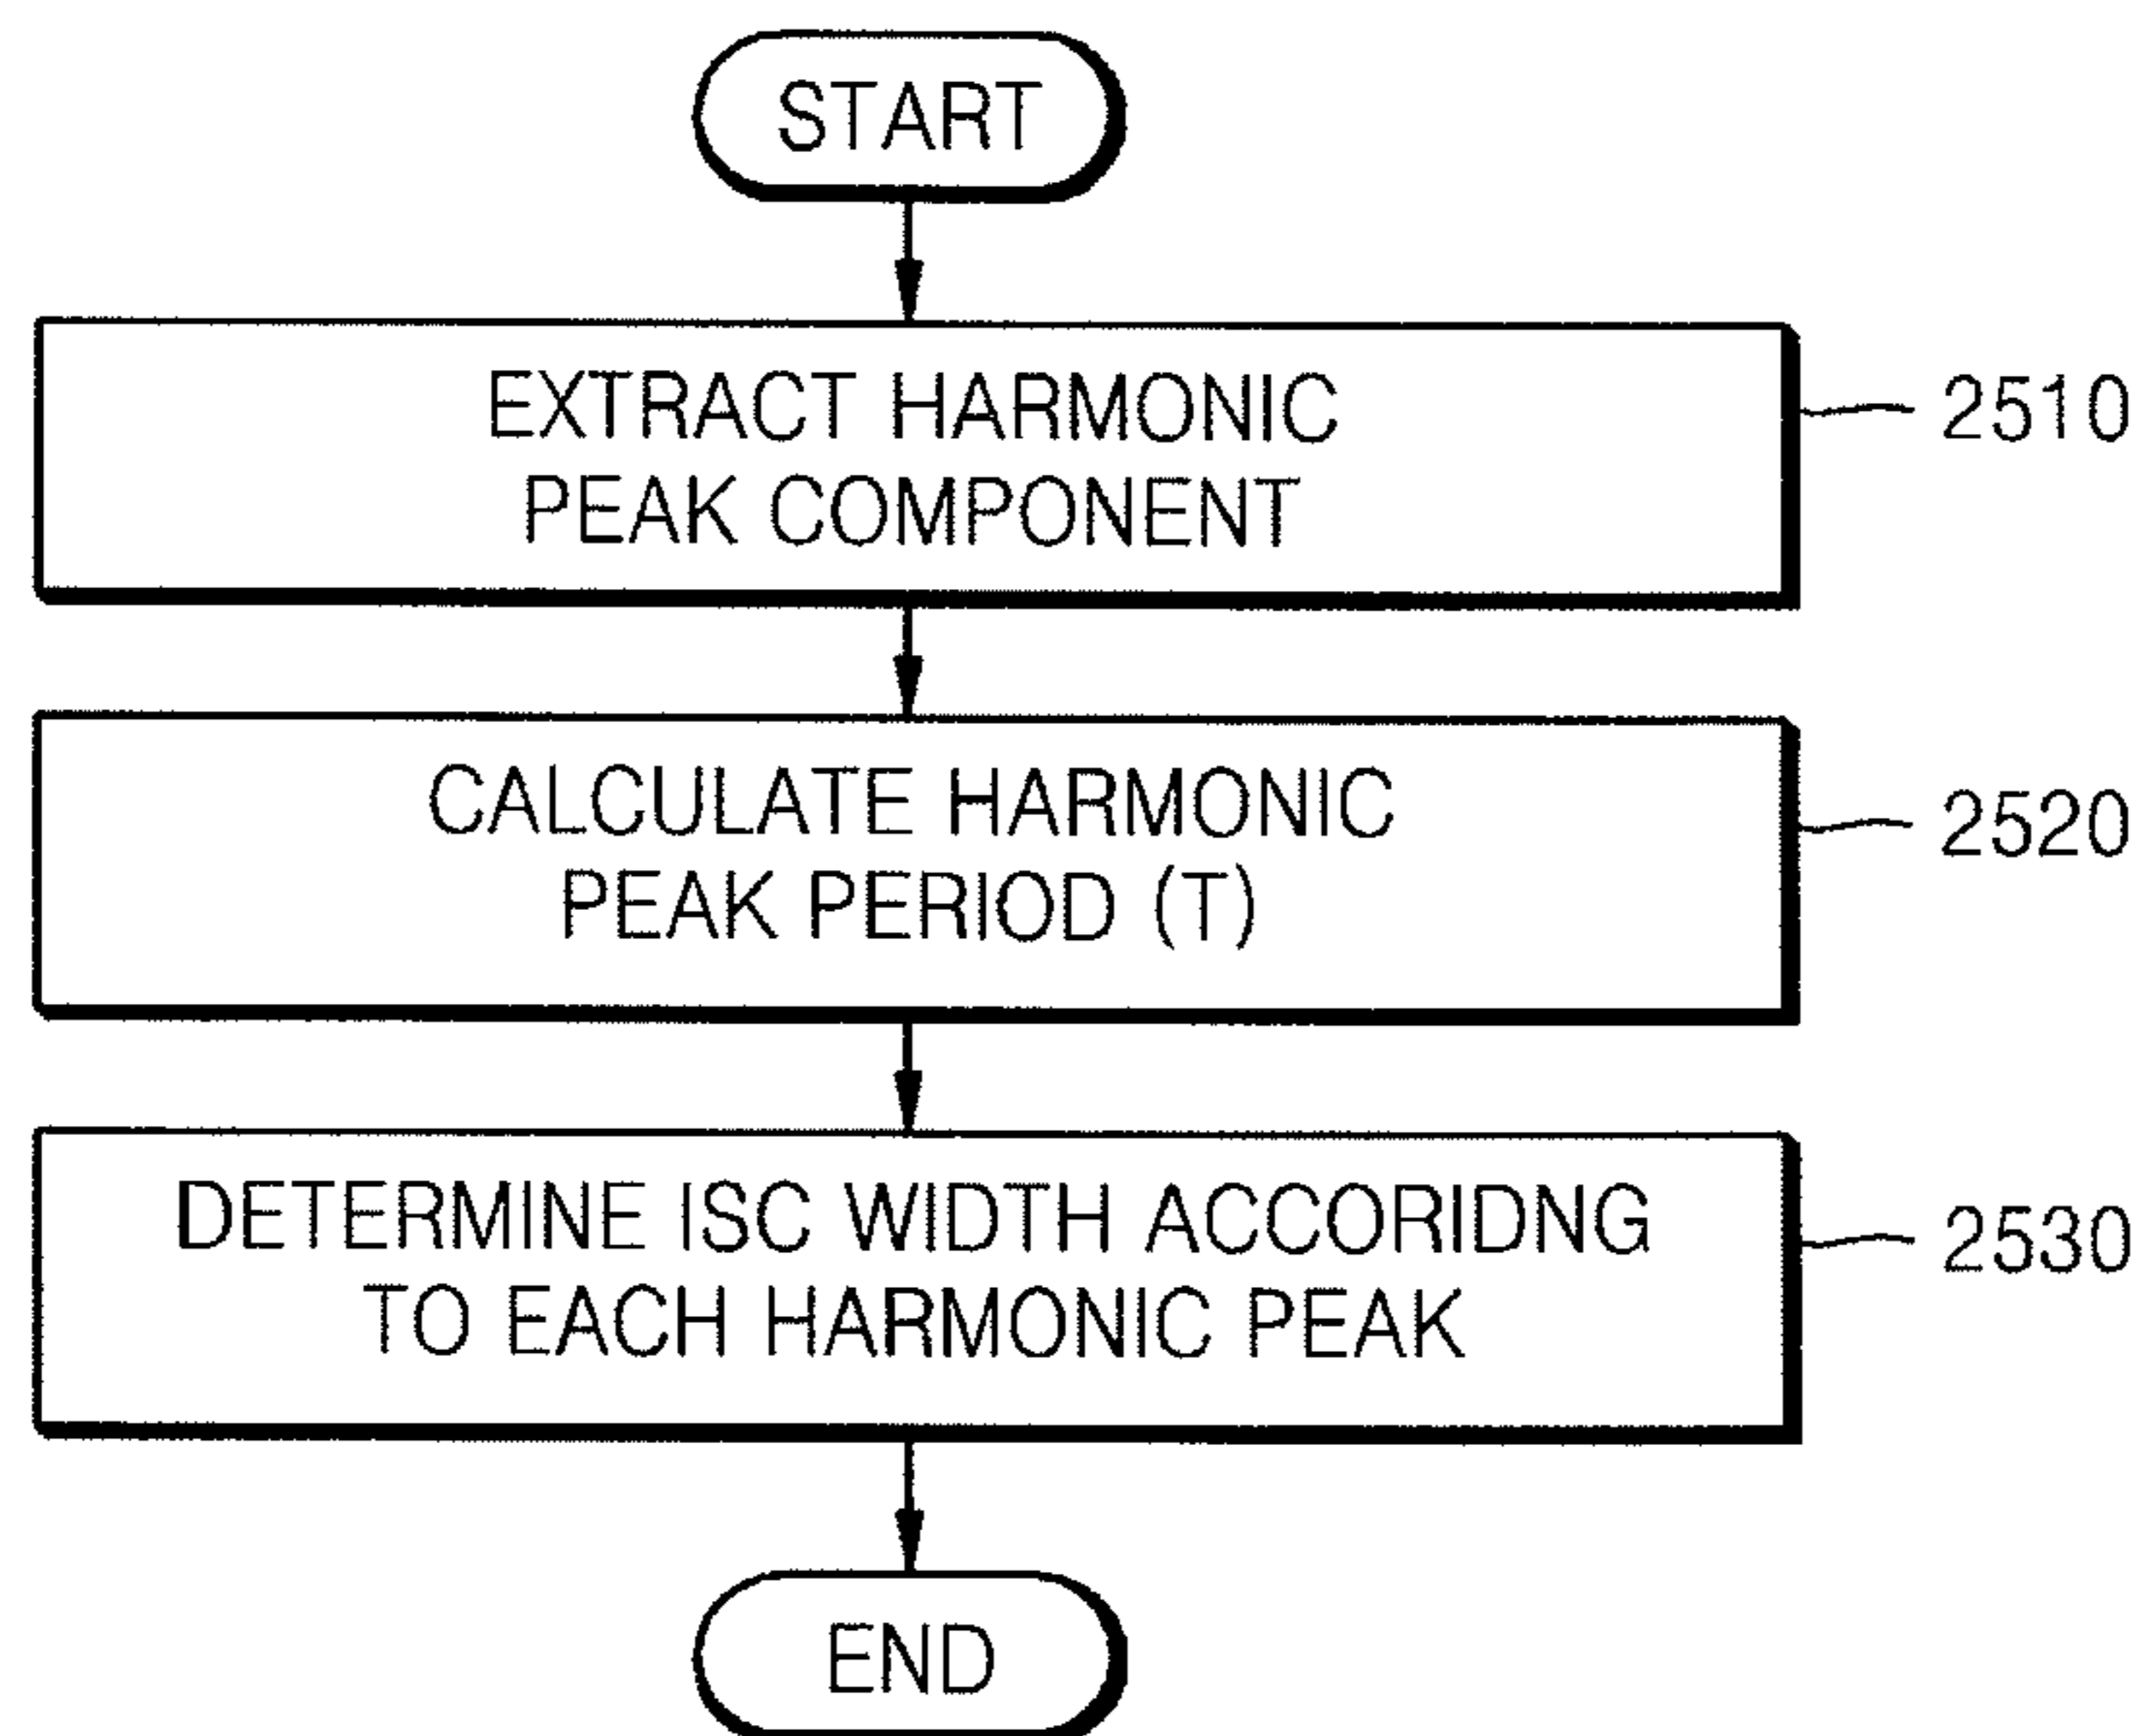 START
EXTRACT HARMONIC
PEAK COMPONENT
2510
CALCULATE HARMONIC
PEAK PERIOD (T)
2520
DETERMINE ISC WIDTH ACCORIDNG
TO EACH HARMONIC PEAK
2530
END